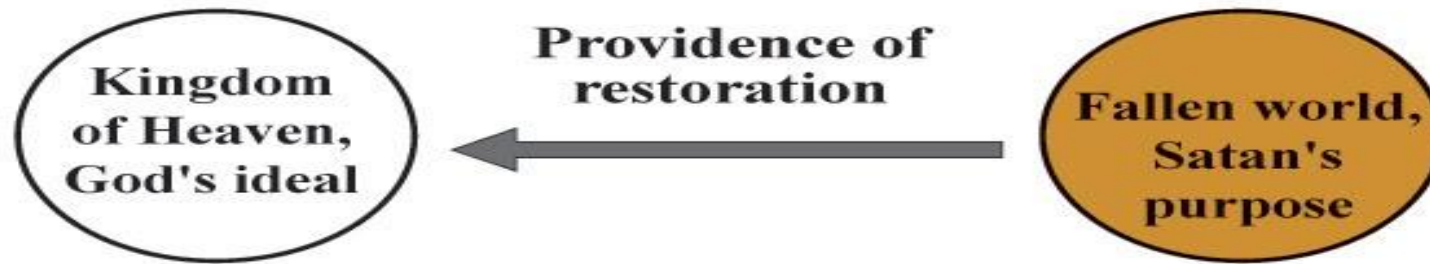 Kingdom
of Heaven,
God's ideal
Providence of
restoration
Fallen world,
Satan's
purpose